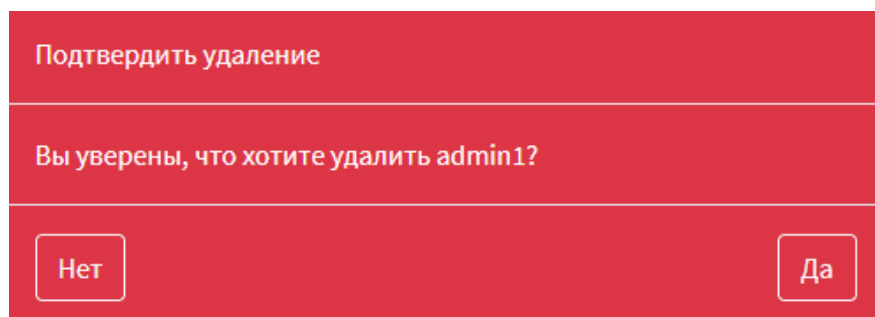 Подтвердить удаление
Вы уверены, что хотите удалить admin1?
Нет
Да